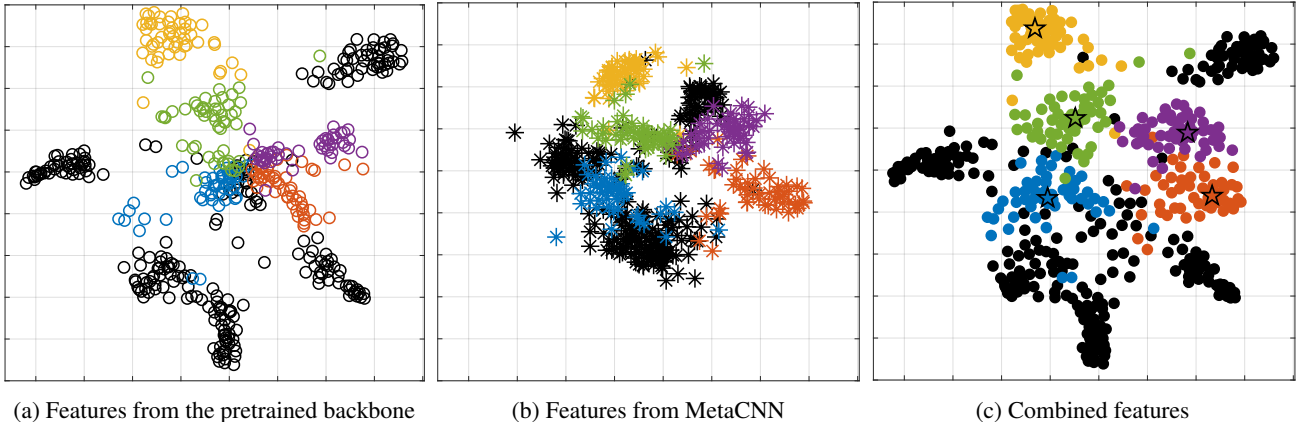 (a) Features from the pretrained backbone
(b) Features from MetaCNN
(c) Combined features